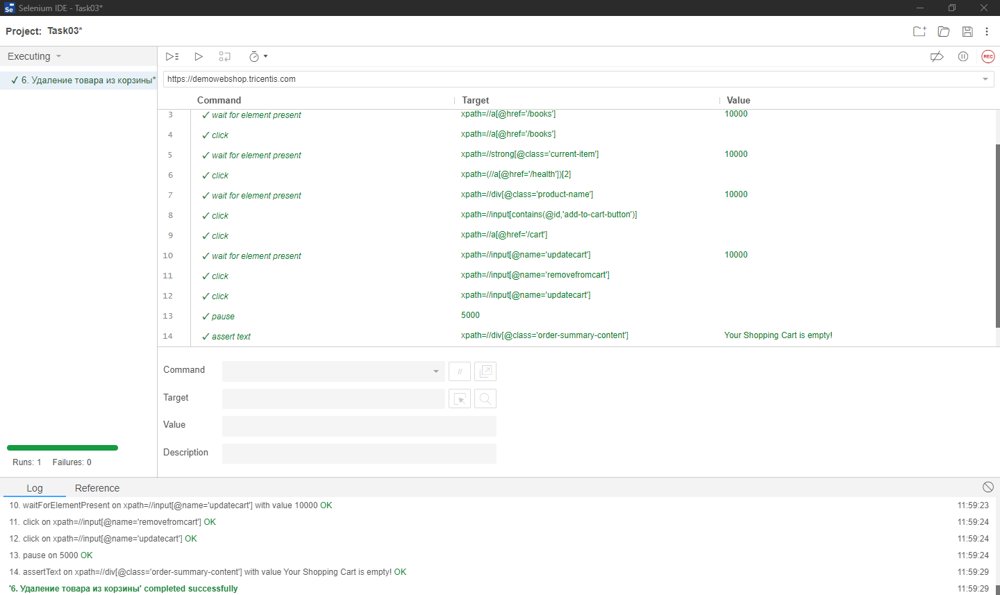 Selenium IDE - Task03*
Project: Task03*
Executing
✓ 6. Удаление товара из корзины*
REC
https://demowebshop.tricentis.com
Command Target Value
3 ✓ wait for element present xpath=//a[@href='/books'] 10000
4 ✓ click xpath=//a[@href='/books']
5 ✓ wait for element present xpath=//strong[@class='current-item'] 10000
6 ✓ click xpath=(//a[@href='/health'])[2]
7 ✓ wait for element present xpath=//div[@class='product-name'] 10000
8 ✓ click xpath=//input[contains(@id,'add-to-cart-button')]
9 ✓ click xpath=//a[@href='/cart']
10 ✓ wait for element present xpath=//input[@name='updatecart'] 10000
11 ✓ click xpath=//input[@name='removefromcart']
12 ✓ click xpath=//input[@name='updatecart']
13 ✓ pause 5000
14 ✓ assert text xpath=//div[@class='order-summary-content'] Your Shopping Cart is empty!
Command //
Target
Value
Description
Runs: 1 Failures: 0
Log Reference
10. waitForElementPresent on xpath=//input[@name='updatecart'] with value 10000 OK 11:59:23
11. click on xpath=//input[@name='removefromcart'] OK 11:59:24
12. click on xpath=//input[@name='updatecart'] OK 11:59:24
13. pause on 5000 OK 11:59:24
14. assertText on xpath=//div[@class='order-summary-content'] with value Your Shopping Cart is empty! OK 11:59:29
'6. Удаление товара из корзины' completed successfully 11:59:29